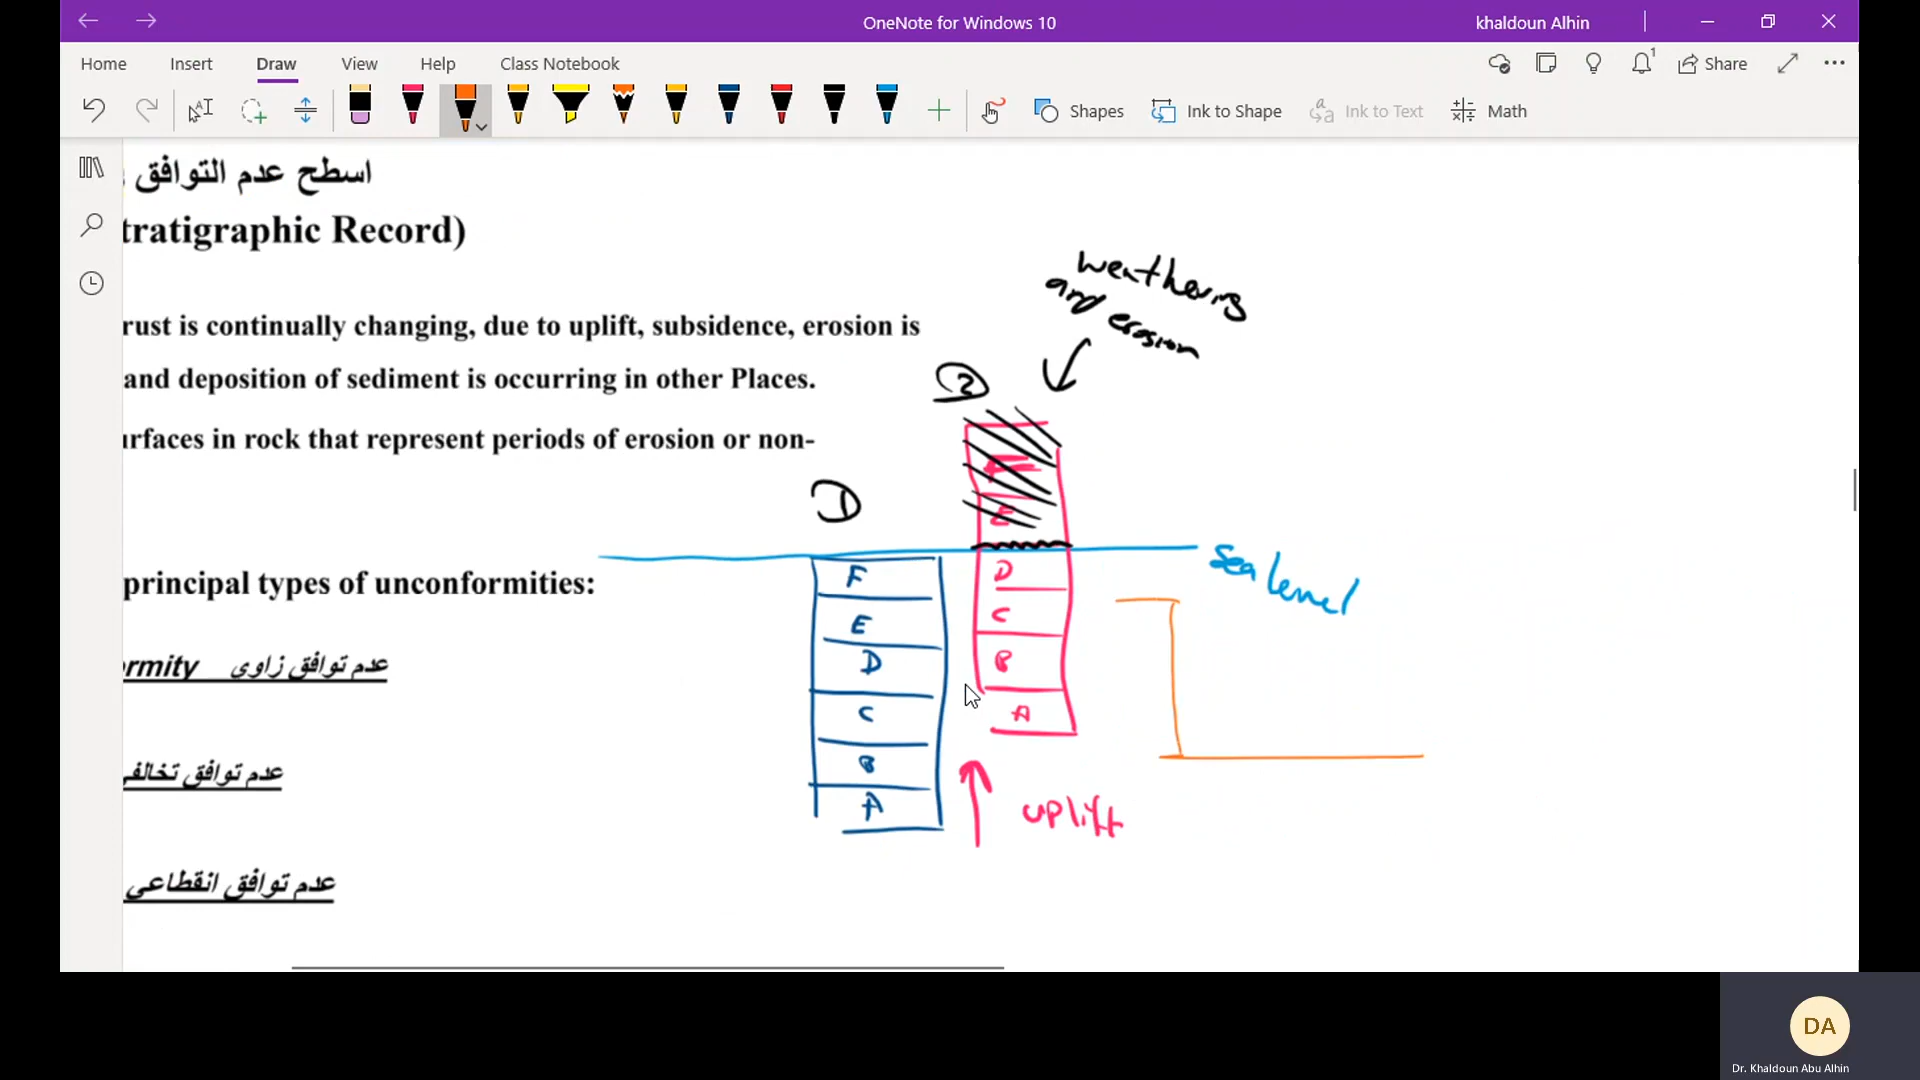 OneNote for Windows 10
khaldoun Alhin
Home
Insert
Draw
View
Help
Class Notebook
1
Share
Shapes
Ink to Shape
Ink to Text
Math
اسطح عدم التوافق
tratigraphic Record)
weathering
and erosion
rust is continually changing, due to uplift, subsidence, erosion is
2
and deposition of sediment is occurring in other Places.
urfaces in rock that represent periods of erosion or non-
F
1
E
sea level
principal types of unconformities:
F
E
D
C
B
A
D
C
B
A
ormity عدم توافق زاوي
uplift
عدم توافق تخالفي
عدم توافق انقطاعي
DA
Dr. Khaldoun Abu Alhin